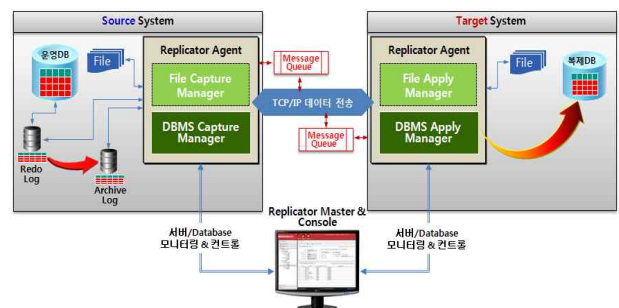 Source System
Target System
운영DB
File
Replicator Agent
File Capture
Manager
DBMS Capture
Manager
Redo
Log
Archive
Log
Message
Queue
TCP/IP 데이터 전송
Message
Queue
Replicator Agent
File Apply
Manager
DBMS Apply
Manager
File
복제DB
서버/Database
모니터링 & 컨트롤
Replicator Master &
Console
서버/Database
모니터링 & 컨트롤